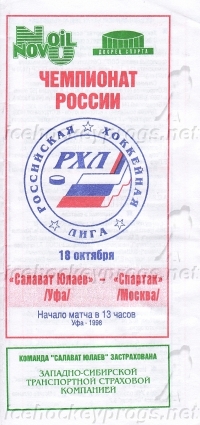 NOVOIL
ДВОРЕЦ СПОРТА
ЧЕМПИОНАТ
РОССИИ
РОССИЙСКАЯ ХОККЕЙНАЯ
РХЛ
ЛИГА
18 октября
«Салават Юлаев» – «Спартак»
/Уфа/ /Москва/
Начало матча в 13 часов
Уфа - 1998
КОМАНДА "САЛАВАТ ЮЛАЕВ" ЗАСТРАХОВАНА
ЗАПАДНО-СИБИРСКОЙ
ТРАНСПОРТНОЙ СТРАХОВОЙ
КОМПАНИЕЙ
icehockeyprogs.net